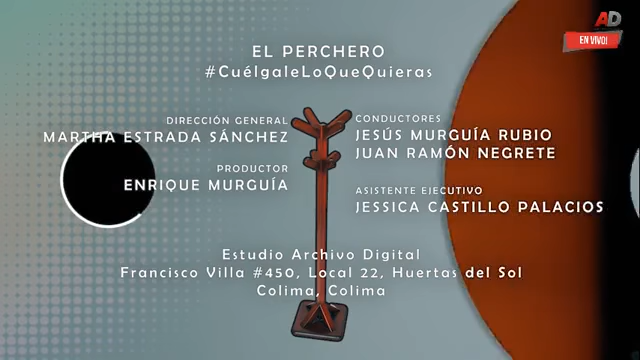 AD
EN VIVO!
EL PERCHERO
#CuélgaleLoQueQuieras
DIRECCIÓN GENERAL
MARTHA ESTRADA SÁNCHEZ
PRODUCTOR
ENRIQUE MURGUÍA
CONDUCTORES
JESÚS MURGUÍA RUBIO
JUAN RAMÓN NEGRETE
ASISTENTE EJECUTIVO
JESSICA CASTILLO PALACIOS
Estudio Archivo Digital
Francisco Villa #450, Local 22, Huertas del Sol
Colima, Colima